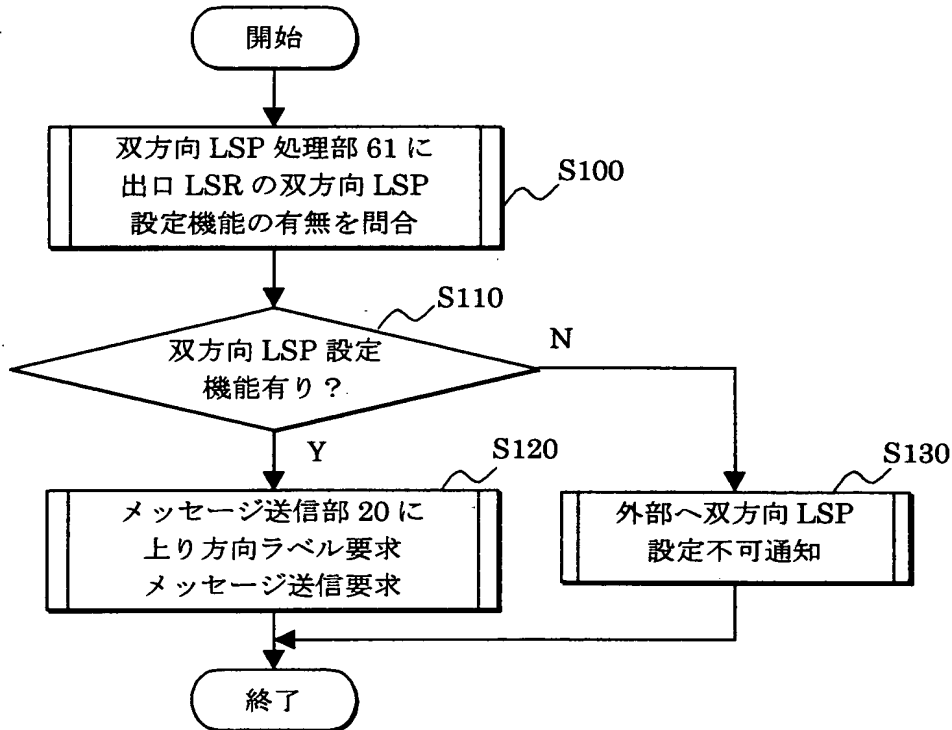 開始
双方向 LSP 処理部 61 に
出口 LSR の双方向 LSP
設定機能の有無を問合
S100
S110
双方向 LSP 設定
機能有り？
N
Y
S120
メッセージ送信部 20 に
上り方向ラベル要求
メッセージ送信要求
S130
外部へ双方向 LSP
設定不可通知
終了